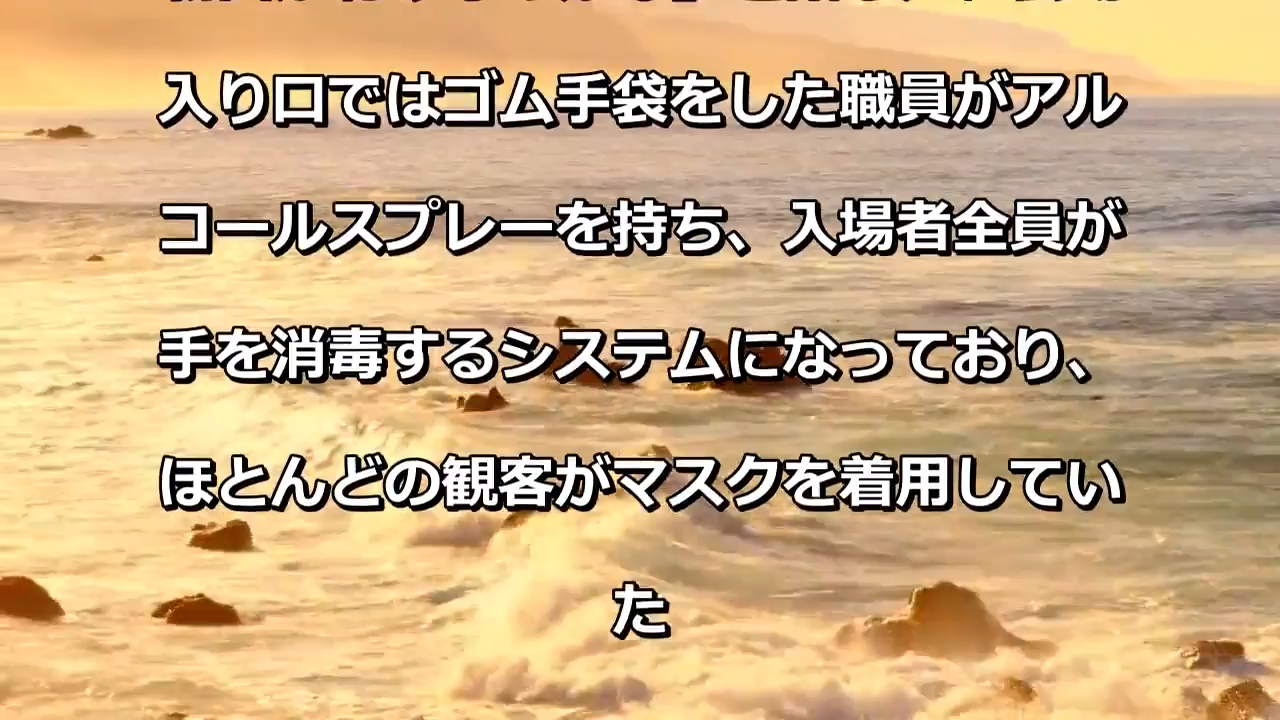 入り口ではゴム手袋をした職員がアル
コールスプレーを持ち、入場者全員が
手を消毒するシステムになっており、
ほとんどの観客がマスクを着用してい
た